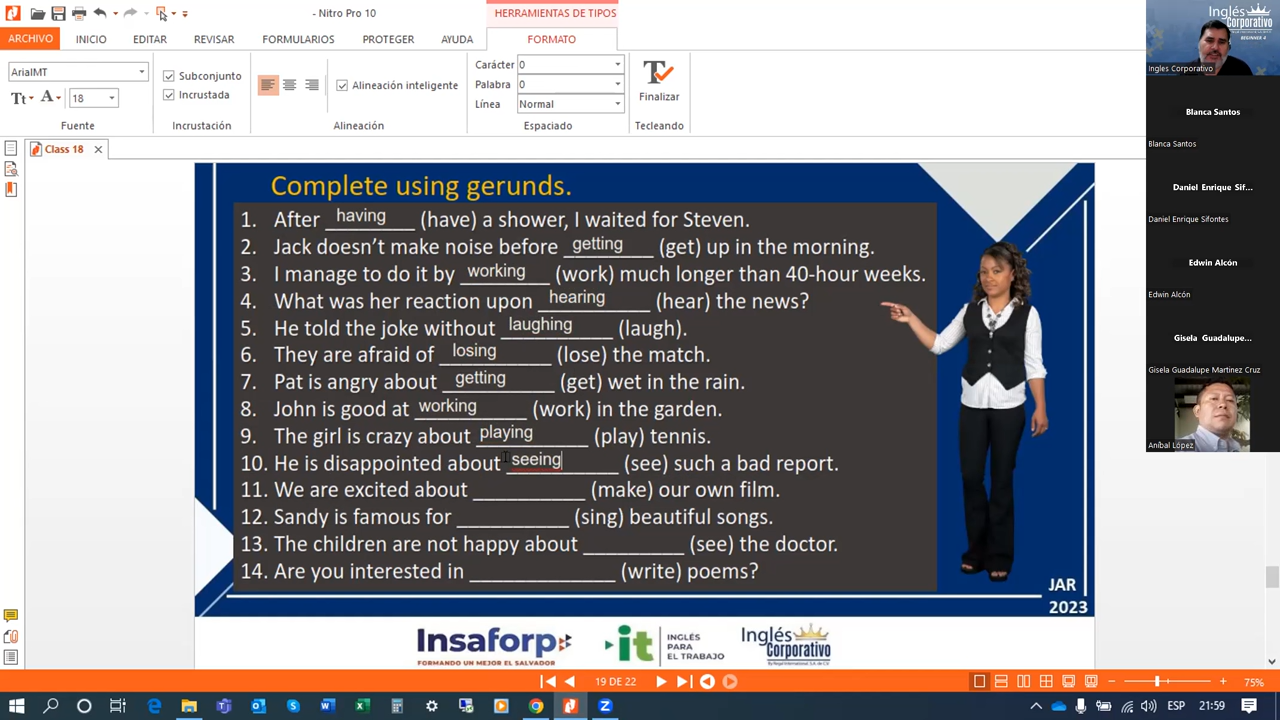 - Nitro Pro 10
HERRAMIENTAS DE TIPOS
ARCHIVO INICIO EDITAR REVISAR FORMULARIOS PROTEGER AYUDA FORMATO
ArialMT
18
Fuente
Subconjunto
Incrustada
Incrustación
Alineación inteligente
Alineación
Carácter 0
Palabra 0
Línea Normal
Espaciado
Finalizar
Tecleando
Class 18
Complete using gerunds.
1. After having (have) a shower, I waited for Steven.
2. Jack doesn't make noise before getting (get) up in the morning.
3. I manage to do it by working (work) much longer than 40-hour weeks.
4. What was her reaction upon hearing (hear) the news?
5. He told the joke without laughing (laugh).
6. They are afraid of losing (lose) the match.
7. Pat is angry about getting (get) wet in the rain.
8. John is good at working (work) in the garden.
9. The girl is crazy about playing (play) tennis.
10. He is disappointed about seeing (see) such a bad report.
11. We are excited about __________ (make) our own film.
12. Sandy is famous for __________ (sing) beautiful songs.
13. The children are not happy about _________ (see) the doctor.
14. Are you interested in _____________ (write) poems?
JAR
2023
Insaforp
FORMANDO UN MEJOR EL SALVADOR
it
INGLÉS
PARA
EL TRABAJO
Inglés
Corporativo
By Regal International, S.A. de C.V.
19 DE 22
75%
ESP 21:59
Inglés
Corporativo
BEGINNER 4
Ingles Corporativo
Blanca Santos
Blanca Santos
Daniel Enrique Sif...
Daniel Enrique Sifontes
Edwin Alcón
Edwin Alcón
Gisela Guadalupe...
Gisela Guadalupe Martinez Cruz
Aníbal López